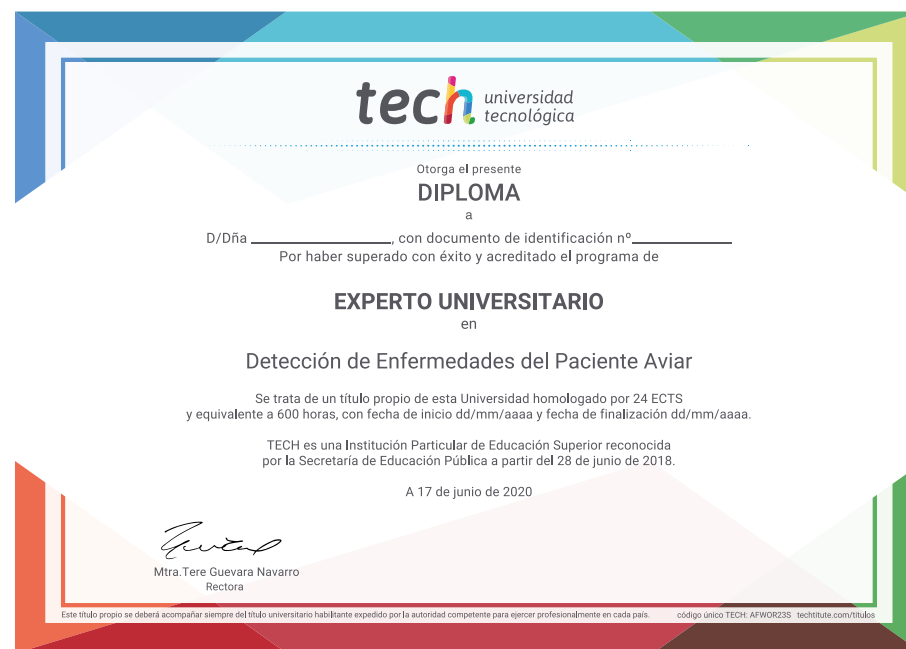 tech universidad
tecnológica
Otorga el presente
DIPLOMA
a
D/Dña ____________________, con documento de identificación nº______________
Por haber superado con éxito y acreditado el programa de
EXPERTO UNIVERSITARIO
en
Detección de Enfermedades del Paciente Aviar
Se trata de un título propio de esta Universidad homologado por 24 ECTS
y equivalente a 600 horas, con fecha de inicio dd/mm/aaaa y fecha de finalización dd/mm/aaaa.
TECH es una Institución Particular de Educación Superior reconocida
por la Secretaría de Educación Pública a partir del 28 de junio de 2018.
A 17 de junio de 2020
Mtra.Tere Guevara Navarro
Rectora
Este título propio se deberá acompañar siempre del título universitario habilitante expedido por la autoridad competente para ejercer profesionalmente en cada país. código único TECH: AFWOR23S techtitute.com/títulos